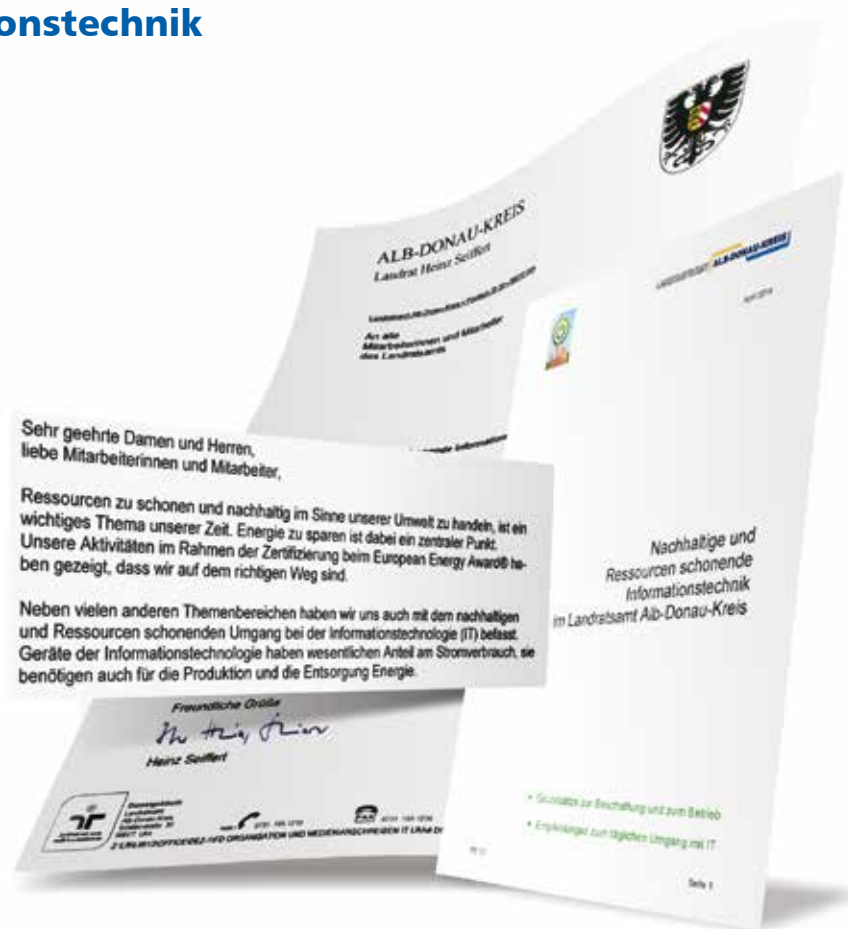 onstechnik
ALB-DONAU-KREIS
Landrat Heinz Seiffert
An alle
Mitarbeiterinnen und Mitarbeiter
des Landratsamts
Sehr geehrte Damen und Herren,
liebe Mitarbeiterinnen und Mitarbeiter,
Ressourcen zu schonen und nachhaltig im Sinne unserer Umwelt zu handeln, ist ein
wichtiges Thema unserer Zeit. Energie zu sparen ist dabei ein zentraler Punkt.
Unsere Aktivitäten im Rahmen der Zertifizierung beim European Energy Award® ha-
ben gezeigt, dass wir auf dem richtigen Weg sind.
Neben vielen anderen Themenbereichen haben wir uns auch mit dem nachhaltigen
und Ressourcen schonenden Umgang bei der Informationstechnologie (IT) befasst.
Geräte der Informationstechnologie haben wesentlichen Anteil am Stromverbrauch, sie
benötigen auch für die Produktion und die Entsorgung Energie.
Freundliche Grüße
Heinz Seiffert
LANDRATSAMT ALB-DONAU-KREIS
April 2014
Nachhaltige und
Ressourcen schonende
Informationstechnik
im Landratsamt Alb-Donau-Kreis
• Grundsätze zur Beschaffung und zum Betrieb
• Empfehlungen zum täglichen Umgang mit IT
Seite 1